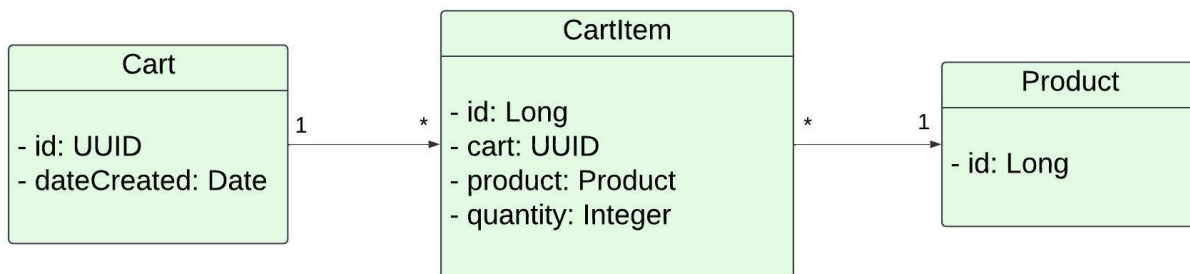 Cart
- id: UUID
- dateCreated: Date
1
*
CartItem
- id: Long
- cart: UUID
- product: Product
- quantity: Integer
*
1
Product
- id: Long